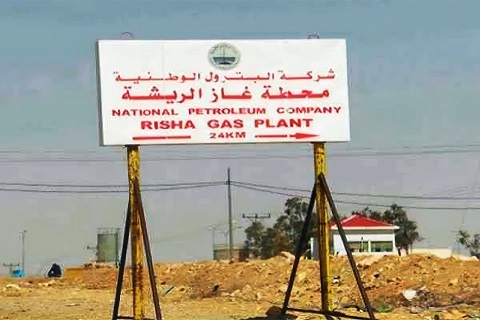 شركة البترول الوطنية
محطة غاز الريشة
NATIONAL PETROLEUM COMPANY
RISHA GAS PLANT
24KM